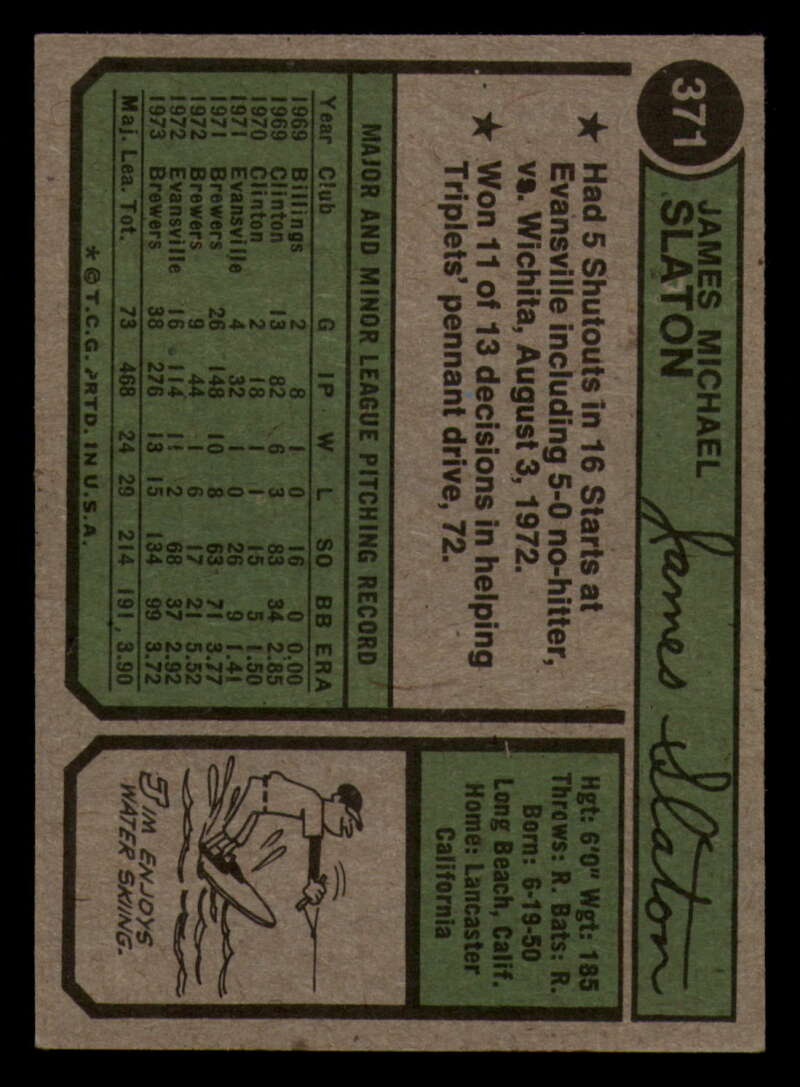 371
JAMES MICHAEL
SLATON
James Slaton
★ Had 5 Shutouts in 16 Starts at
Evansville including 5-0 no-hitter,
vs. Wichita, August 3, 1972.
★ Won 11 of 13 decisions in helping
Triplets' pennant drive, 72.
Hgt: 6'0" Wgt: 185
Throws: R. Bats: R.
Born: 6-19-50
Long Beach, Calif.
Home: Lancaster
California
MAJOR AND MINOR LEAGUE PITCHING RECORD
Year Club G IP W L SO BB ERA
1969 Billings 2 8 1 0 16 0 0.00
1969 Clinton 13 82 6 3 83 34 2.85
1970 Clinton 2 18 1 1 15 5 1.50
1971 Evansville 4 32 1 0 26 9 1.41
1971 Brewers 26 148 10 8 63 71 3.77
1972 Brewers 9 44 1 6 17 21 5.52
1972 Evansville 16 114 11 2 68 37 2.92
1973 Brewers 38 276 13 15 134 99 3.72
Maj. Lea. Tot. 73 468 24 29 214 191 3.90
* © T.C.G. PRTD. IN U.S.A.
JIM ENJOYS
WATER SKIING.